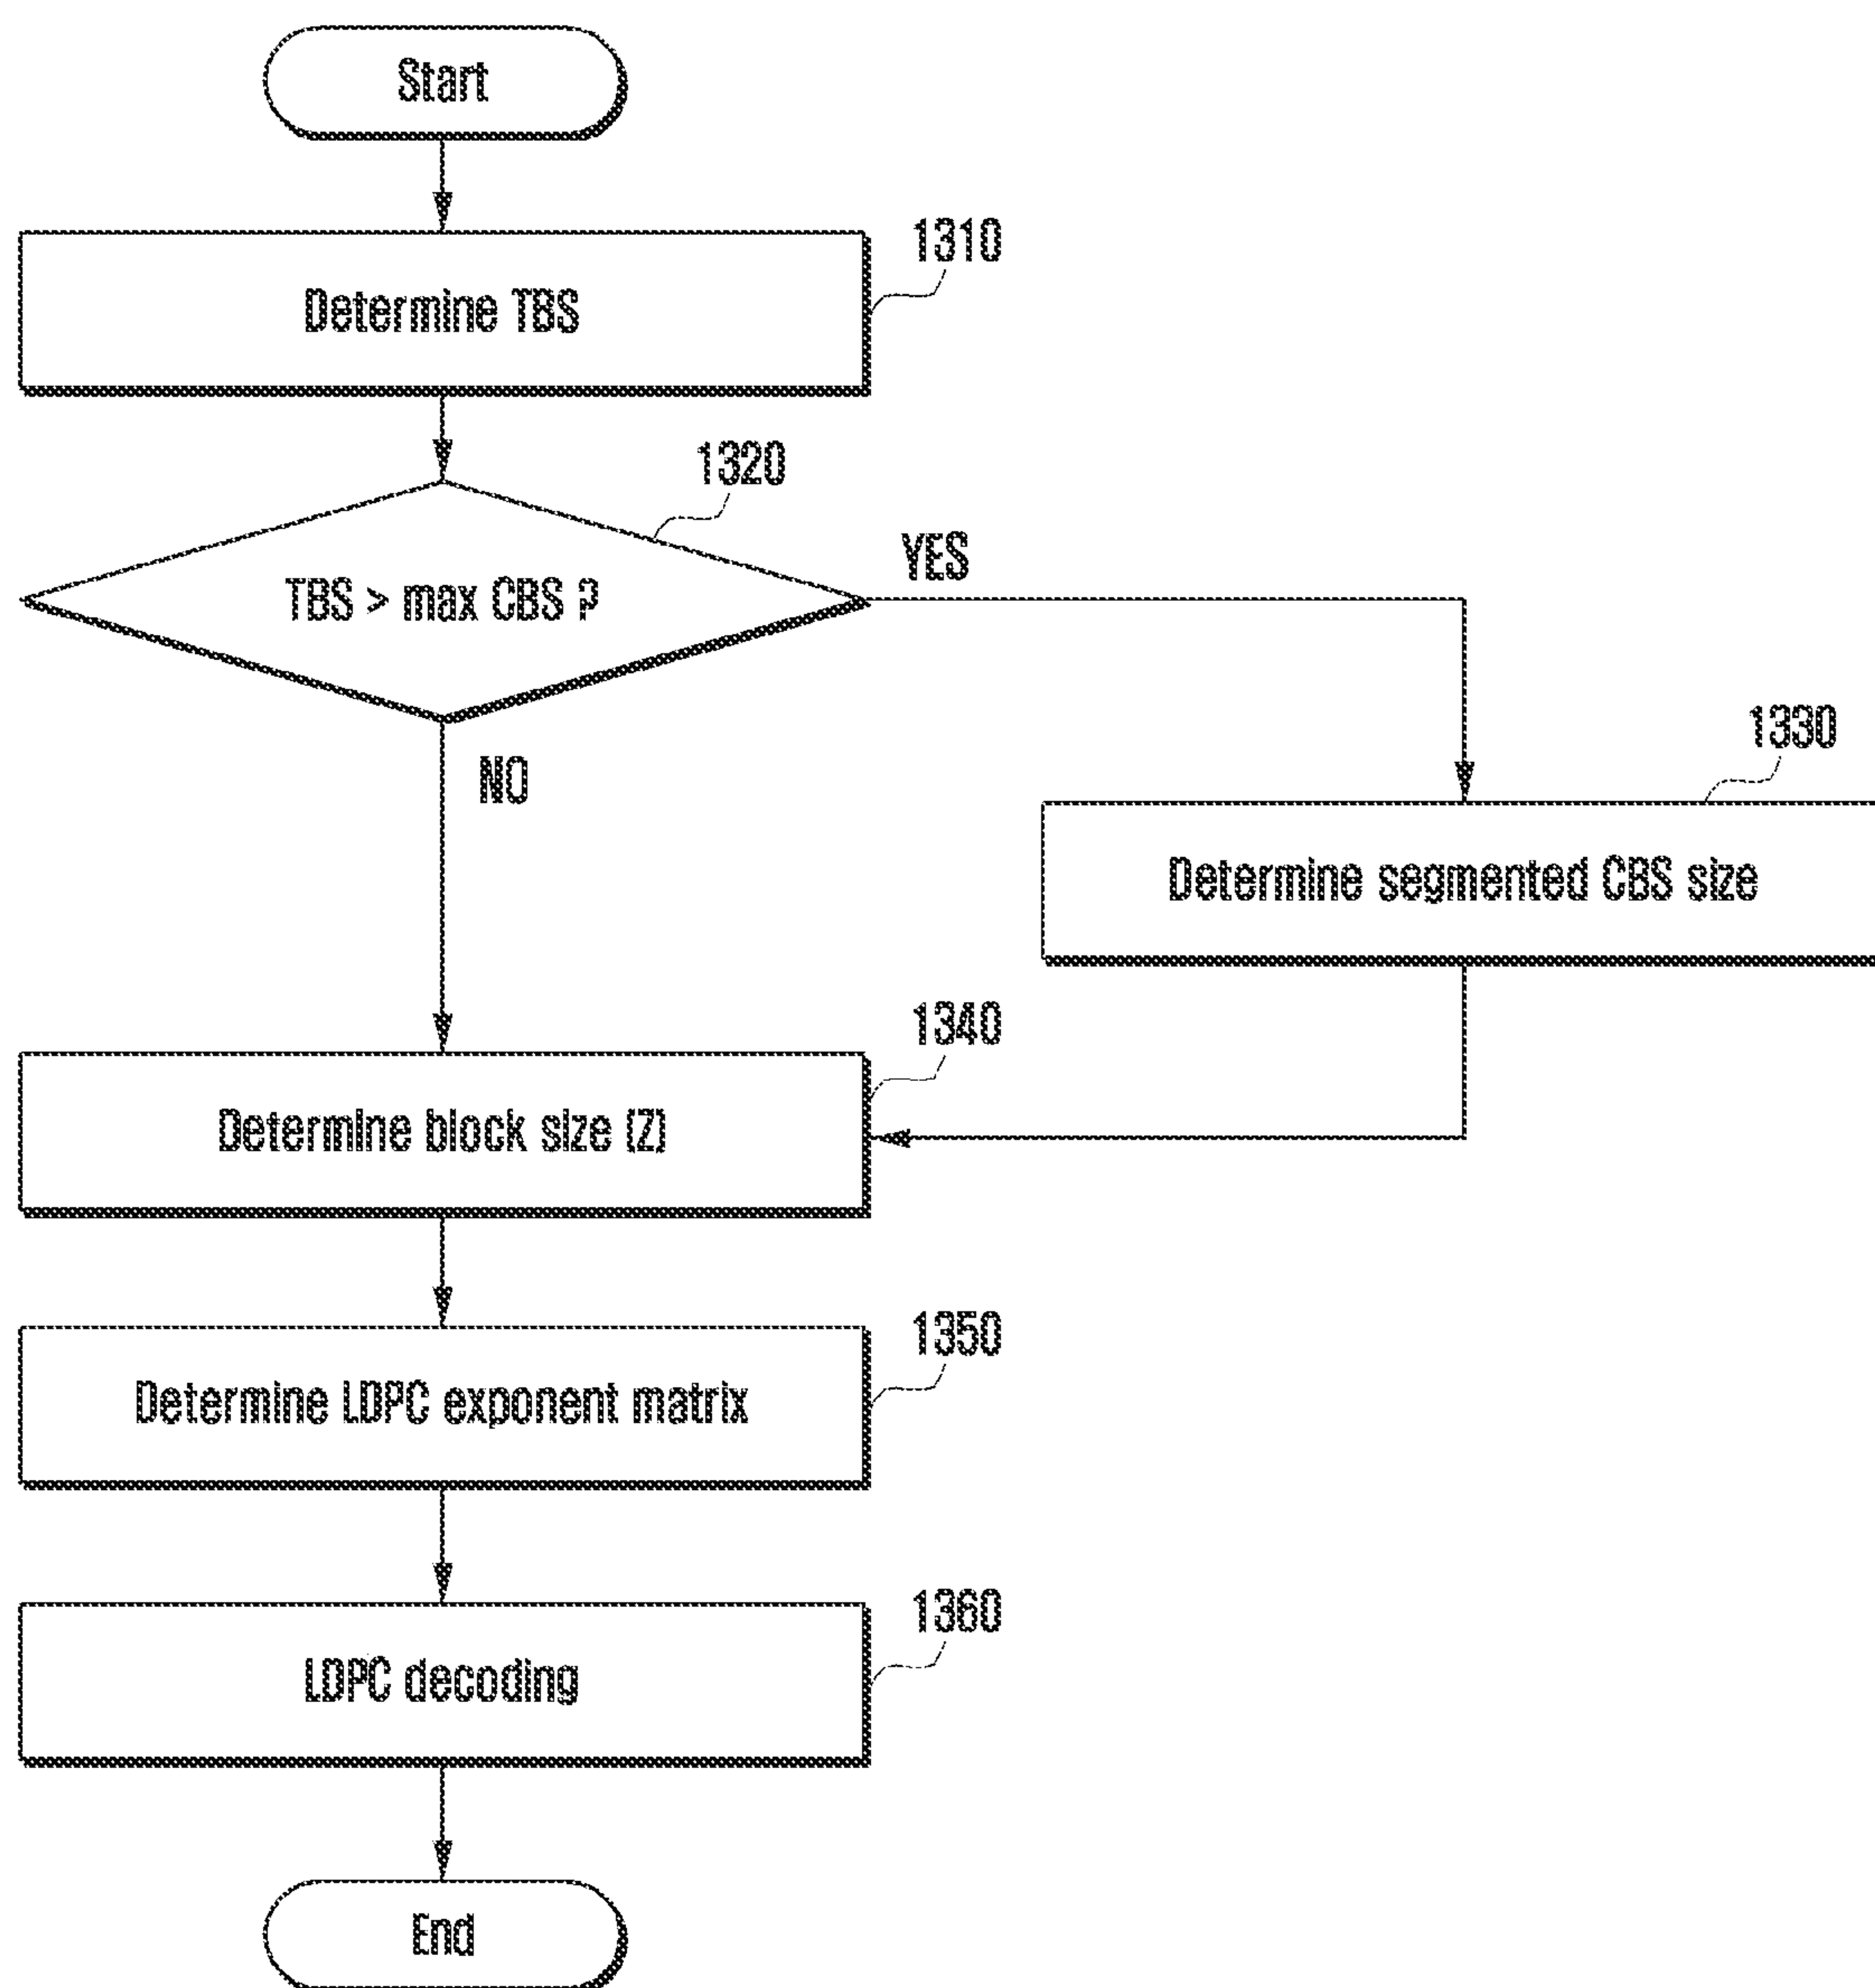 Start
1310
Determine TBS
1320
TBS > max CBS ?
YES
NO
1330
Determine segmented CBS size
1340
Determine block size (Z)
1350
Determine LDPC exponent matrix
1360
LDPC decoding
End